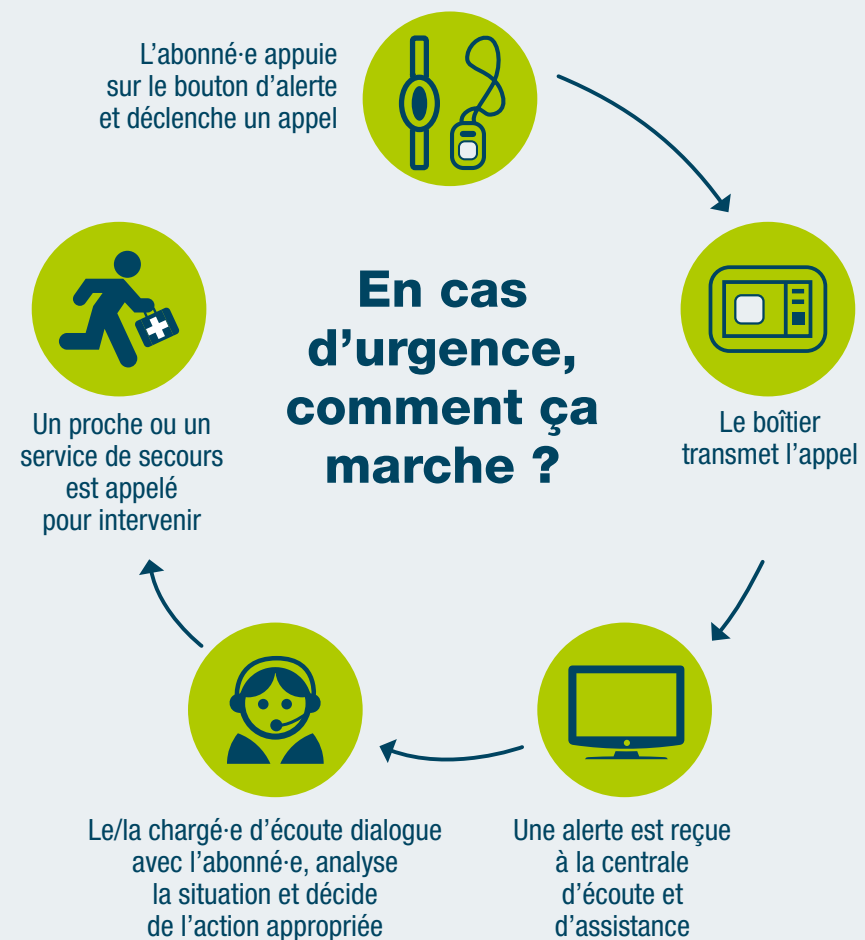 L’abonné·e appuie
sur le bouton d’alerte
et déclenche un appel
En cas
d’urgence,
comment ça
marche ?
Le boîtier
transmet l’appel
Une alerte est reçue
à la centrale
d’écoute et
d’assistance
Le/la chargé·e d’écoute dialogue
avec l’abonné·e, analyse
la situation et décide
de l’action appropriée
Un proche ou un
service de secours
est appelé
pour intervenir